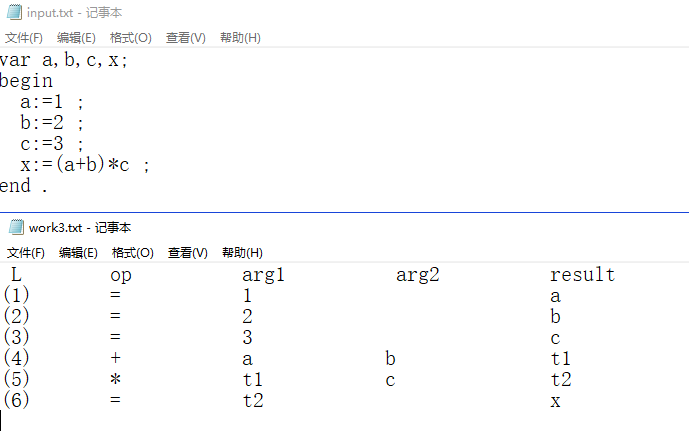 input.txt - 记事本
文件(F) 编辑(E) 格式(O) 查看(V) 帮助(H)
var a,b,c,x;
begin
  a:=1 ;
  b:=2 ;
  c:=3 ;
  x:=(a+b)*c ;
end .
work3.txt - 记事本
文件(F) 编辑(E) 格式(O) 查看(V) 帮助(H)
L op arg1 arg2 result
(1) = 1 a
(2) = 2 b
(3) = 3 c
(4) + a b t1
(5) * t1 c t2
(6) = t2 x